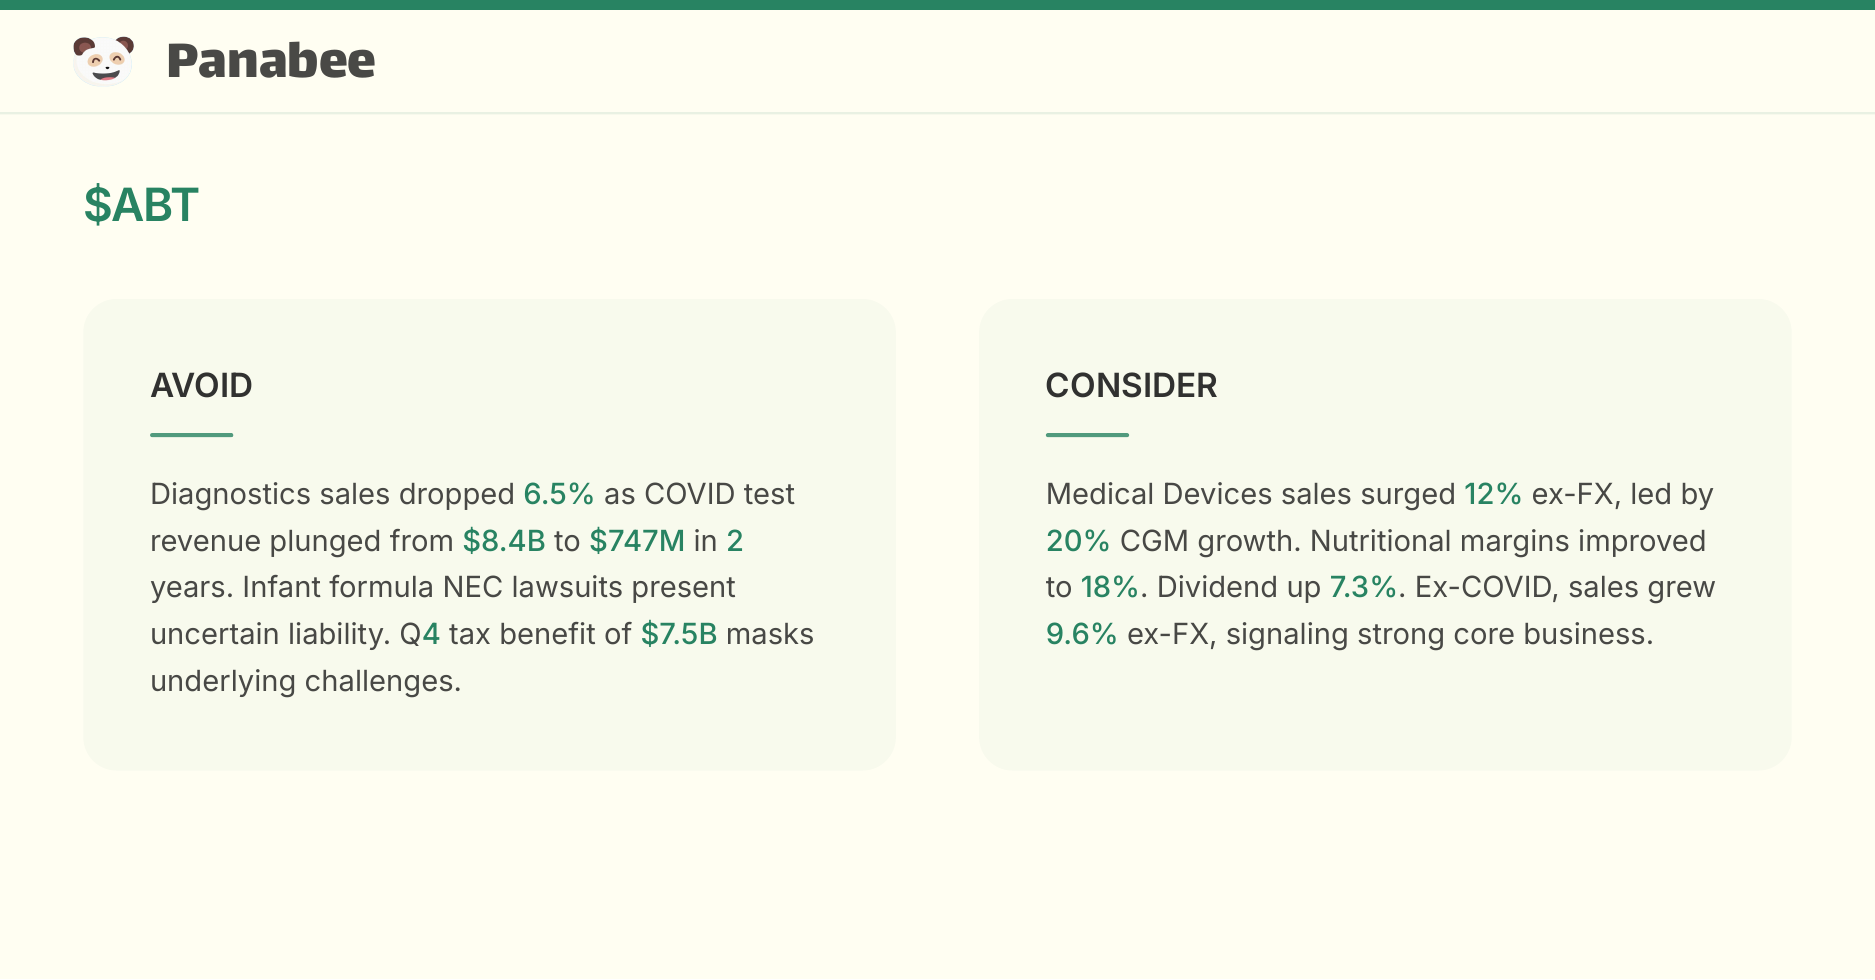 Panabee
$ABT
AVOID
Diagnostics sales dropped 6.5% as COVID test
revenue plunged from $8.4B to $747M in 2
years. Infant formula NEC lawsuits present
uncertain liability. Q4 tax benefit of $7.5B masks
underlying challenges.
CONSIDER
Medical Devices sales surged 12% ex-FX, led by
20% CGM growth. Nutritional margins improved
to 18%. Dividend up 7.3%. Ex-COVID, sales grew
9.6% ex-FX, signaling strong core business.